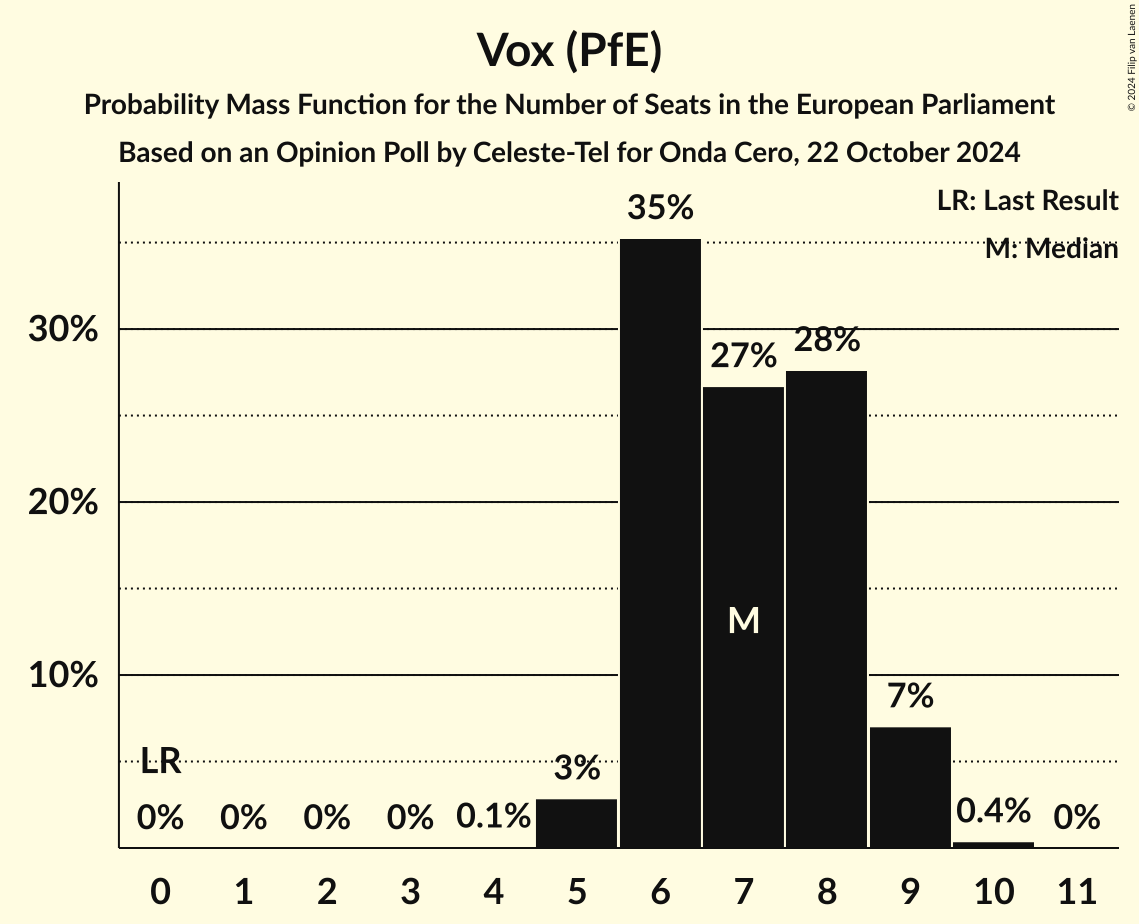 Vox (PfE)
Probability Mass Function for the Number of Seats in the European Parliament
Based on an Opinion Poll by Celeste-Tel for Onda Cero, 22 October 2024
© 2024 Filip van Laenen
LR: Last Result
M: Median
35%
30%
27%
28%
20%
M
10%
7%
LR
3%
0%
0%
0%
0%
0.1%
0.4%
0%
0 1 2 3 4 5 6 7 8 9 10 11